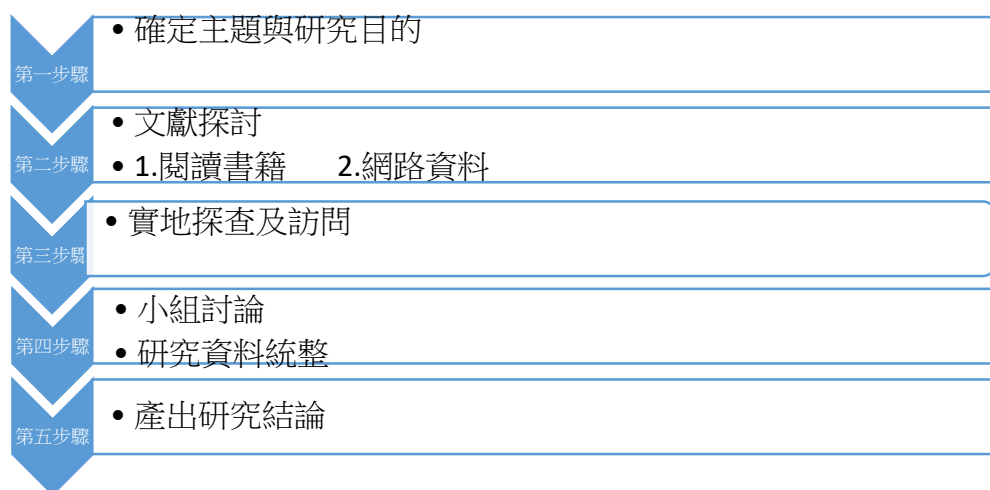 第一步驟
• 確定主題與研究目的
第二步驟
• 文獻探討
• 1.閱讀書籍 2.網路資料
第三步驟
• 實地探查及訪問
第四步驟
• 小組討論
• 研究資料統整
第五步驟
• 產出研究結論